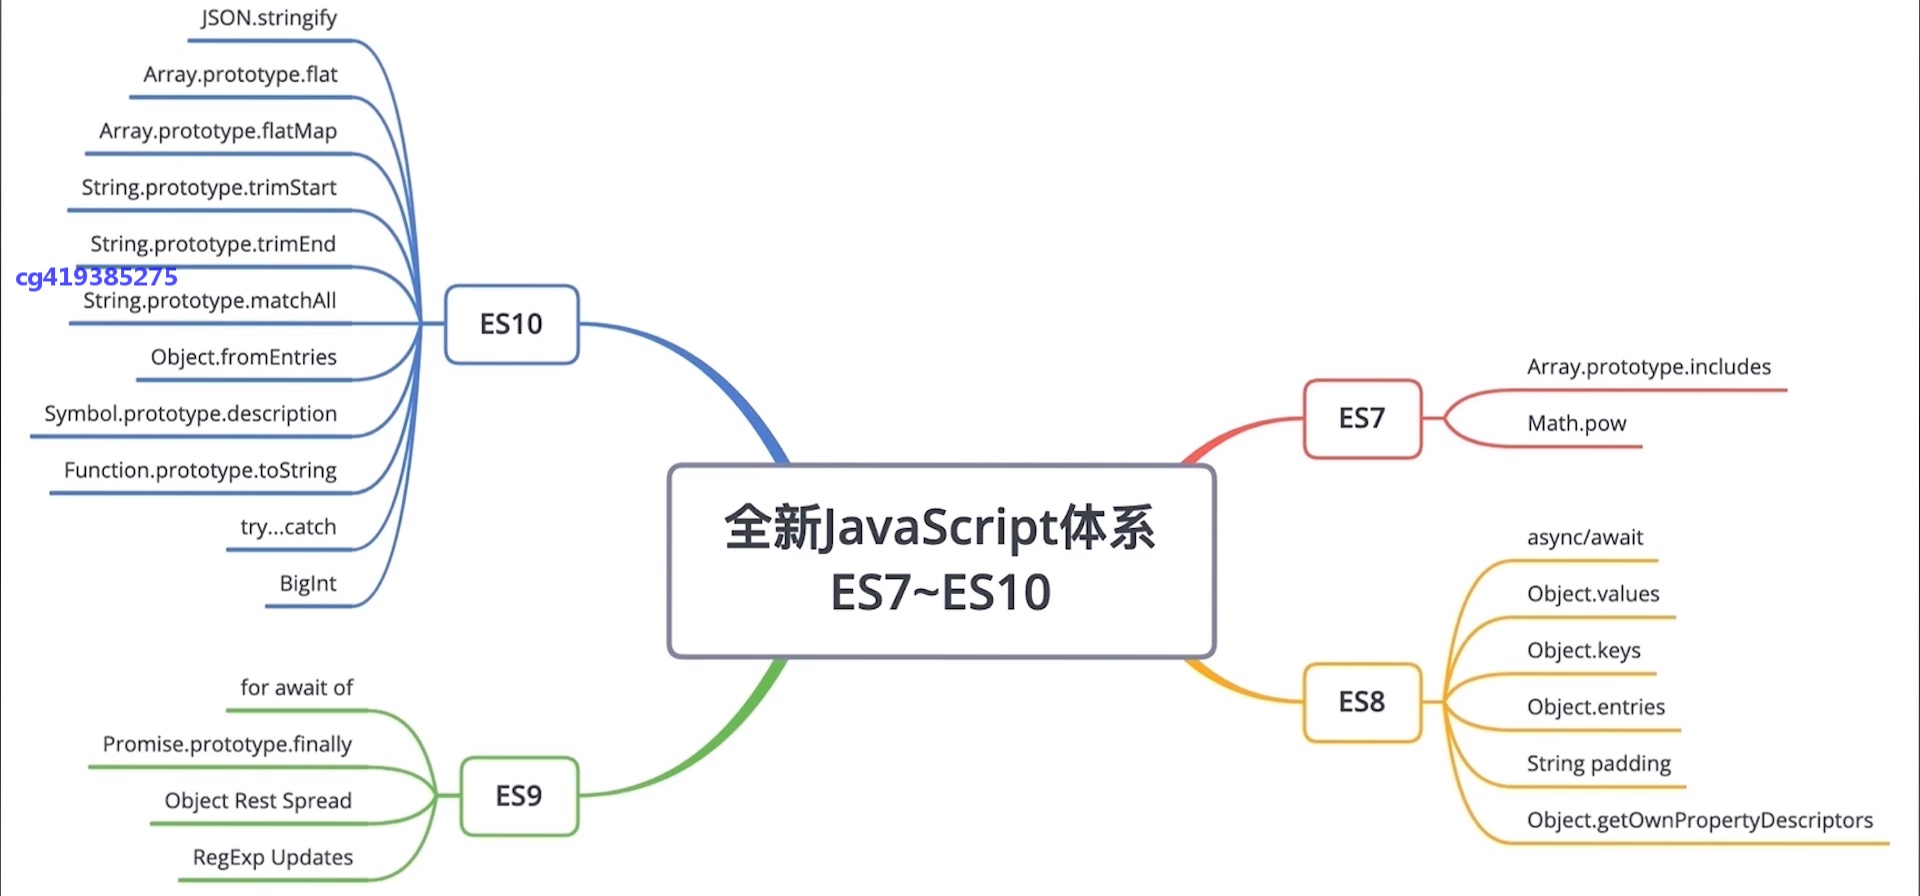 JSON.stringify
Array.prototype.flat
Array.prototype.flatMap
String.prototype.trimStart
String.prototype.trimEnd
cg419385275
String.prototype.matchAll
Object.fromEntries
Symbol.prototype.description
Function.prototype.toString
try...catch
BigInt
ES10
for await of
Promise.prototype.finally
Object Rest Spread
RegExp Updates
ES9
全新JavaScript体系
ES7~ES10
ES7
Array.prototype.includes
Math.pow
ES8
async/await
Object.values
Object.keys
Object.entries
String padding
Object.getOwnPropertyDescriptors